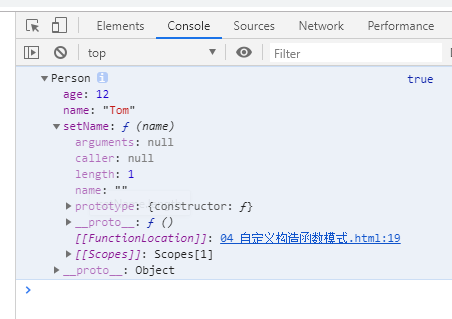 Elements Console Sources Network Performance
top Filter
Person i true
age: 12
name: "Tom"
setName: ƒ (name)
arguments: null
caller: null
length: 1
name: ""
prototype: {constructor: ƒ}
__proto__: ƒ ()
[[FunctionLocation]]: 04_自定义构造函数模式.html:19
[[Scopes]]: Scopes[1]
__proto__: Object